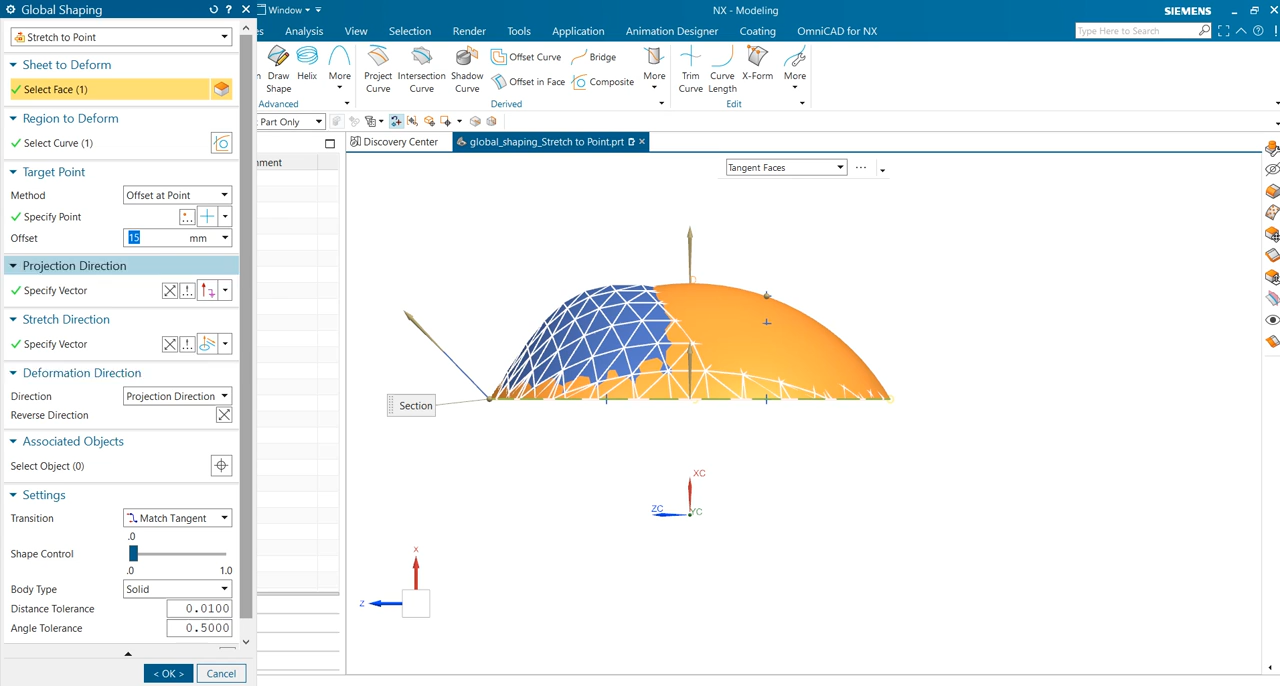 Global Shaping
Window
NX - Modeling
SIEMENS
Stretch to Point
es
Analysis
View
Selection
Render
Tools
Application
Animation Designer
Coating
OmniCAD for NX
Type Here to Search
Draw Shape
Helix
More
Advanced
Project Curve
Intersection Curve
Shadow Curve
Offset Curve
Bridge
Offset in Face
Composite
More
Derived
Trim Curve
Curve Length
X-Form
More
Edit
Part Only
Discovery Center
global_shaping_Stretch to Point.prt
nment
Tangent Faces
Sheet to Deform
Select Face (1)
Region to Deform
Select Curve (1)
Target Point
Method
Offset at Point
Specify Point
Offset
15
mm
Projection Direction
Specify Vector
Stretch Direction
Specify Vector
Deformation Direction
Direction
Projection Direction
Reverse Direction
Associated Objects
Select Object (0)
Settings
Transition
Match Tangent
.0
Shape Control
.0
1.0
Body Type
Solid
Distance Tolerance
0.0100
Angle Tolerance
0.5000
< OK >
Cancel
Section
XC
ZC
YC
X
Z